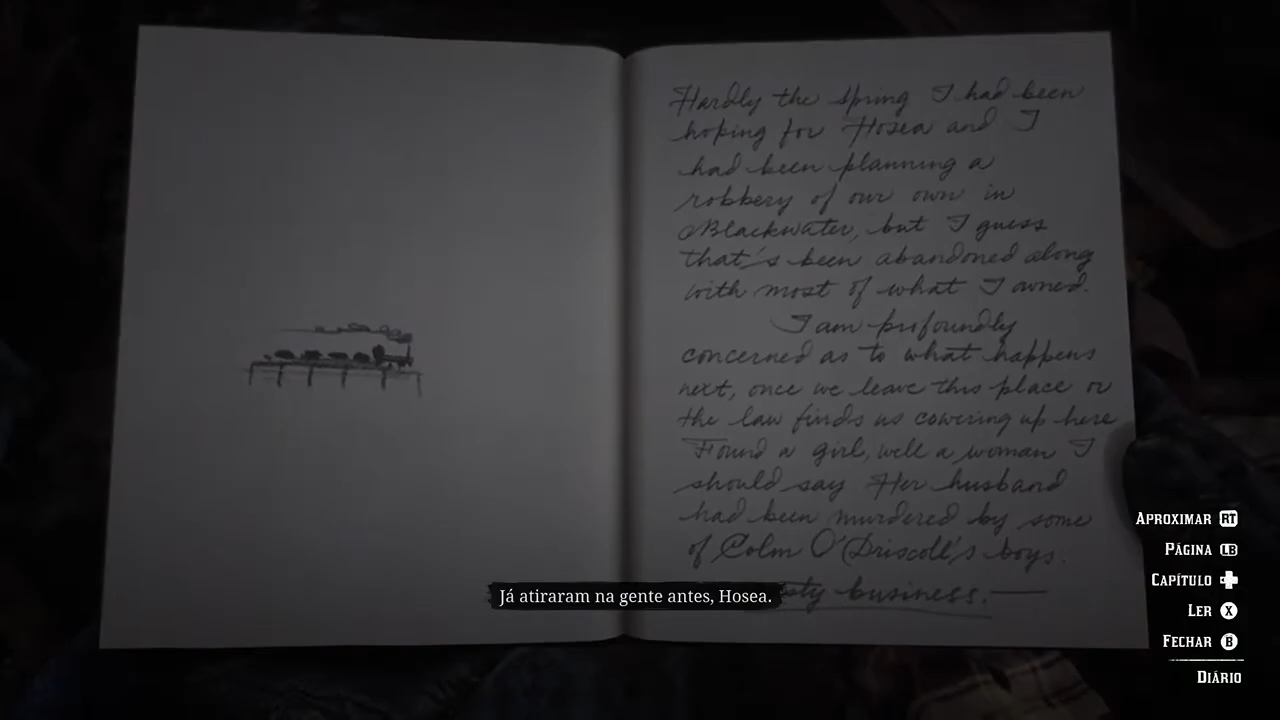 Hardly the spring I had been
hoping for Hosea and I
had been planning a
robbery of our own in
Blackwater, but I guess
that's been abandoned along
with most of what I owned.
I am profoundly
concerned as to what happens
next, once we leave this place or
the law finds us cowering up here
Found a girl, well a woman I
should say Her husband
had been murdered by some
of Colm O'Driscoll's boys.
business.—
Já atiraram na gente antes, Hosea.
APROXIMAR RT
PÁGINA LB
CAPÍTULO
LER X
FECHAR B
DIÁRIO